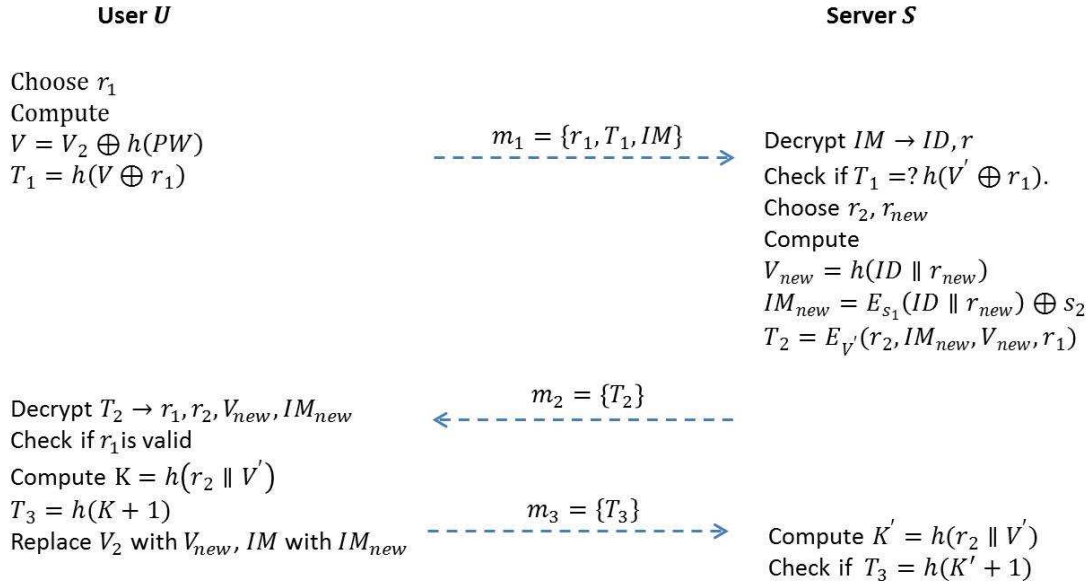 User U
Server S
Choose r₁
Compute
V = V₂ ⊕ h(PW)
T₁ = h(V ⊕ r₁)
m₁ = {r₁, T₁, IM}
Decrypt IM → ID, r
Check if T₁ =? h(V′ ⊕ r₁).
Choose r₂, r_new
Compute
V_new = h(ID ∥ r_new)
IM_new = E_s₁(ID ∥ r_new) ⊕ s₂
T₂ = E_V′(r₂, IM_new, V_new, r₁)
m₂ = {T₂}
Decrypt T₂ → r₁, r₂, V_new, IM_new
Check if r₁ is valid
Compute K = h(r₂ ∥ V′)
T₃ = h(K + 1)
Replace V₂ with V_new, IM with IM_new
m₃ = {T₃}
Compute K′ = h(r₂ ∥ V′)
Check if T₃ = h(K′ + 1)